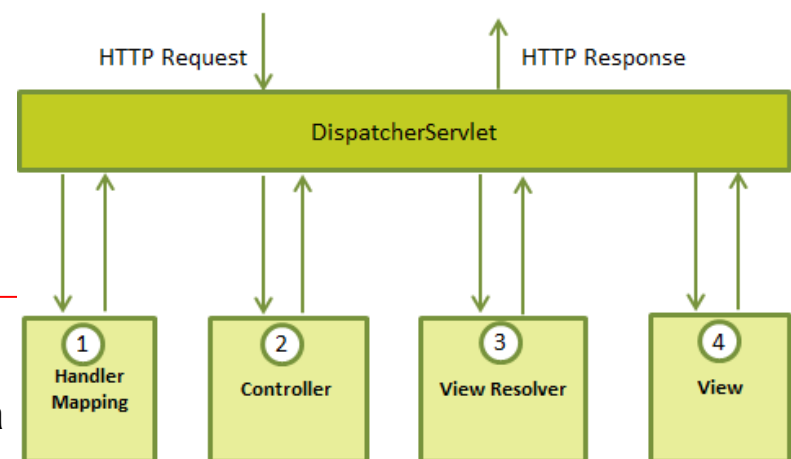 HTTP Request
HTTP Response
DispatcherServlet
1
Handler
Mapping
2
Controller
3
View Resolver
4
View